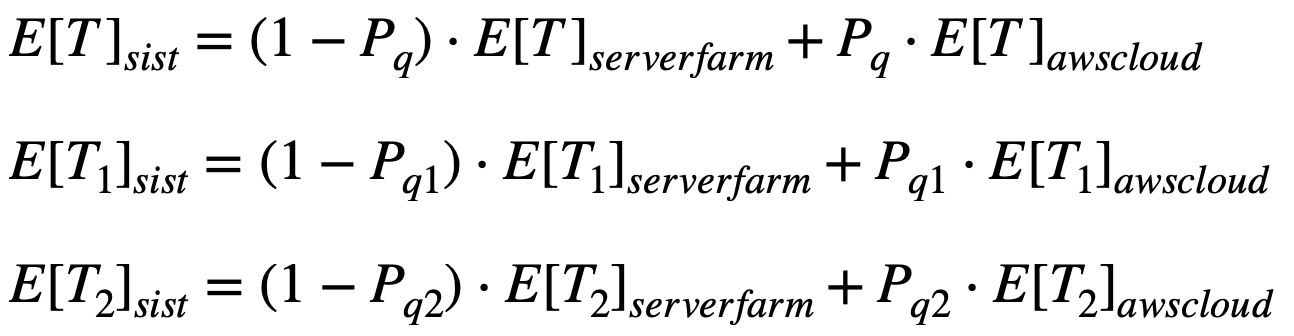 E[T]_{sist} = (1 − P_q) · E[T]_{serverfarm} + P_q · E[T]_{awscloud}
E[T_1]_{sist} = (1 − P_{q1}) · E[T_1]_{serverfarm} + P_{q1} · E[T_1]_{awscloud}
E[T_2]_{sist} = (1 − P_{q2}) · E[T_2]_{serverfarm} + P_{q2} · E[T_2]_{awscloud}